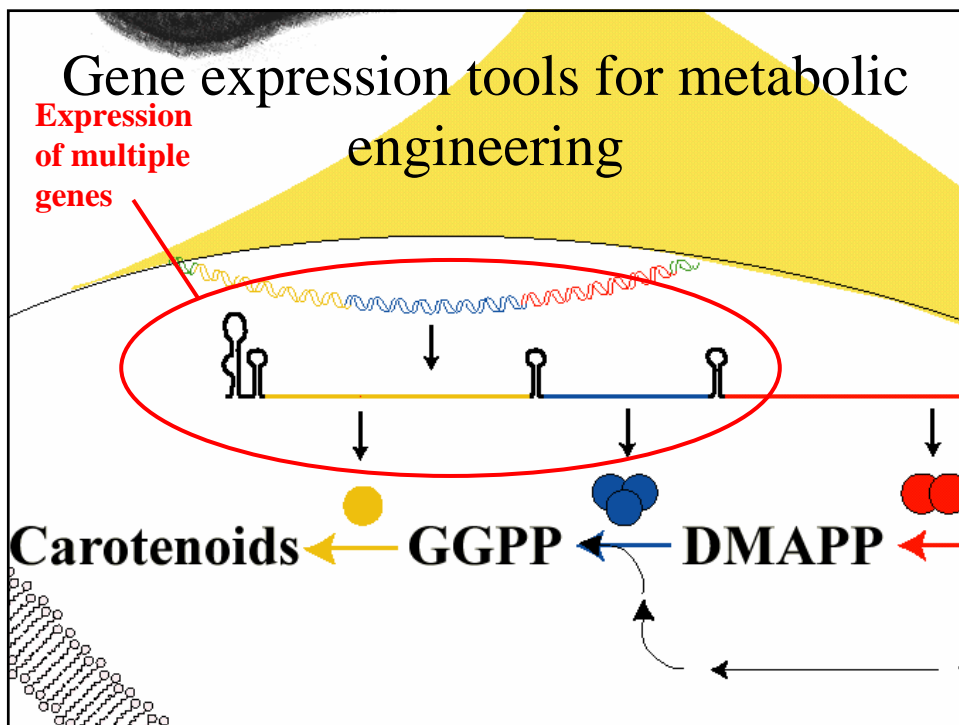 Gene expression tools for metabolic
engineering
Expression
of multiple
genes
Carotenoids
GGPP
DMAPP